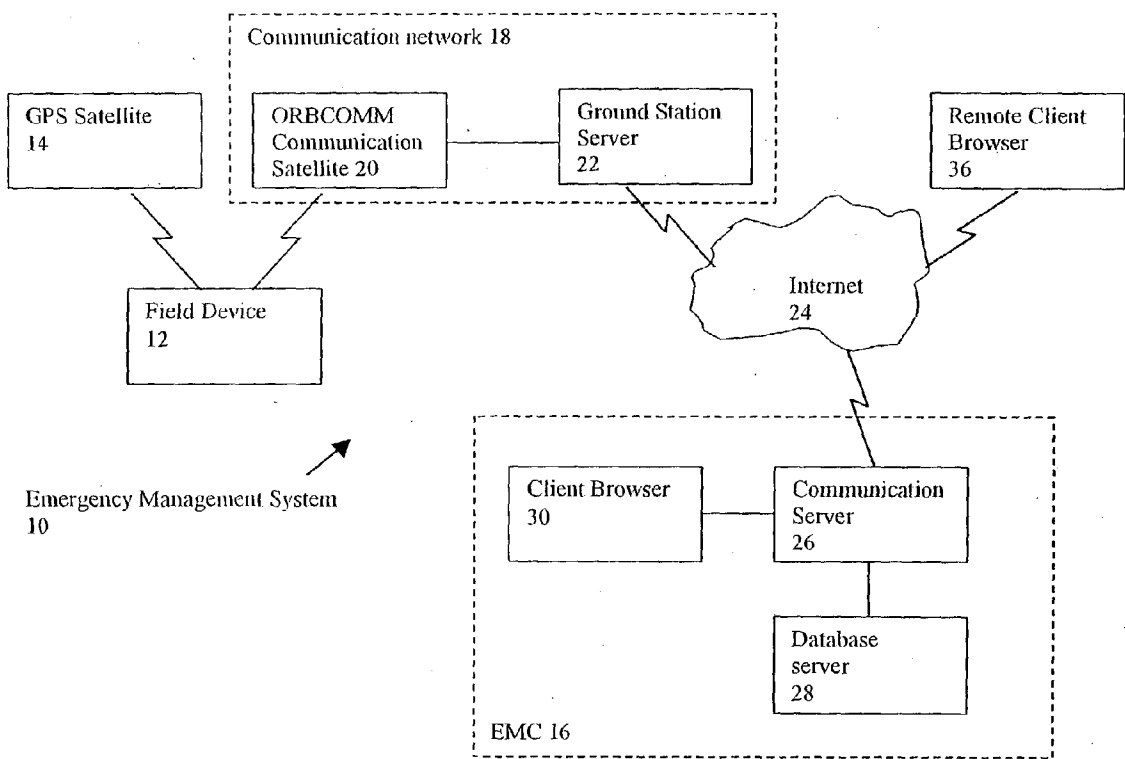 Communication network 18
GPS Satellite
14
ORBCOMM
Communication
Satellite 20
Ground Station
Server
22
Remote Client
Browser
36
Internet
24
Field Device
12
Emergency Management System
10
Client Browser
30
Communication
Server
26
Database
server
28
EMC 16